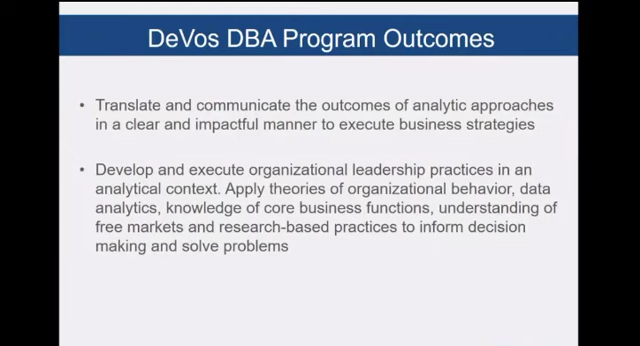 DeVos DBA Program Outcomes
• Translate and communicate the outcomes of analytic approaches
in a clear and impactful manner to execute business strategies
• Develop and execute organizational leadership practices in an
analytical context. Apply theories of organizational behavior, data
analytics, knowledge of core business functions, understanding of
free markets and research-based practices to inform decision
making and solve problems